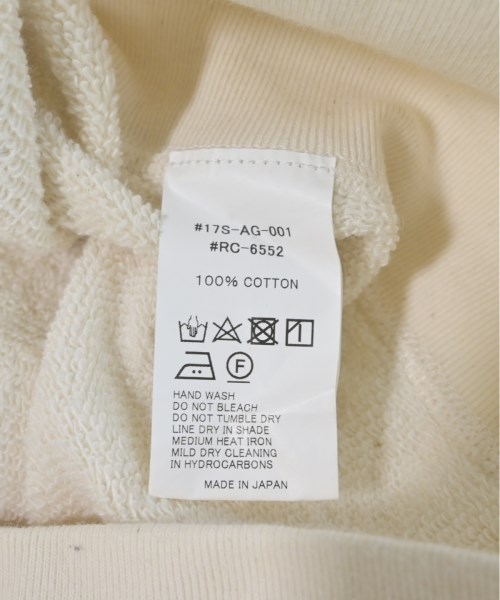 #17S-AG-001
#RC-6552
100% COTTON
F
HAND WASH
DO NOT BLEACH
DO NOT TUMBLE DRY
LINE DRY IN SHADE
MEDIUM HEAT IRON
MILD DRY CLEANING
IN HYDROCARBONS
MADE IN JAPAN